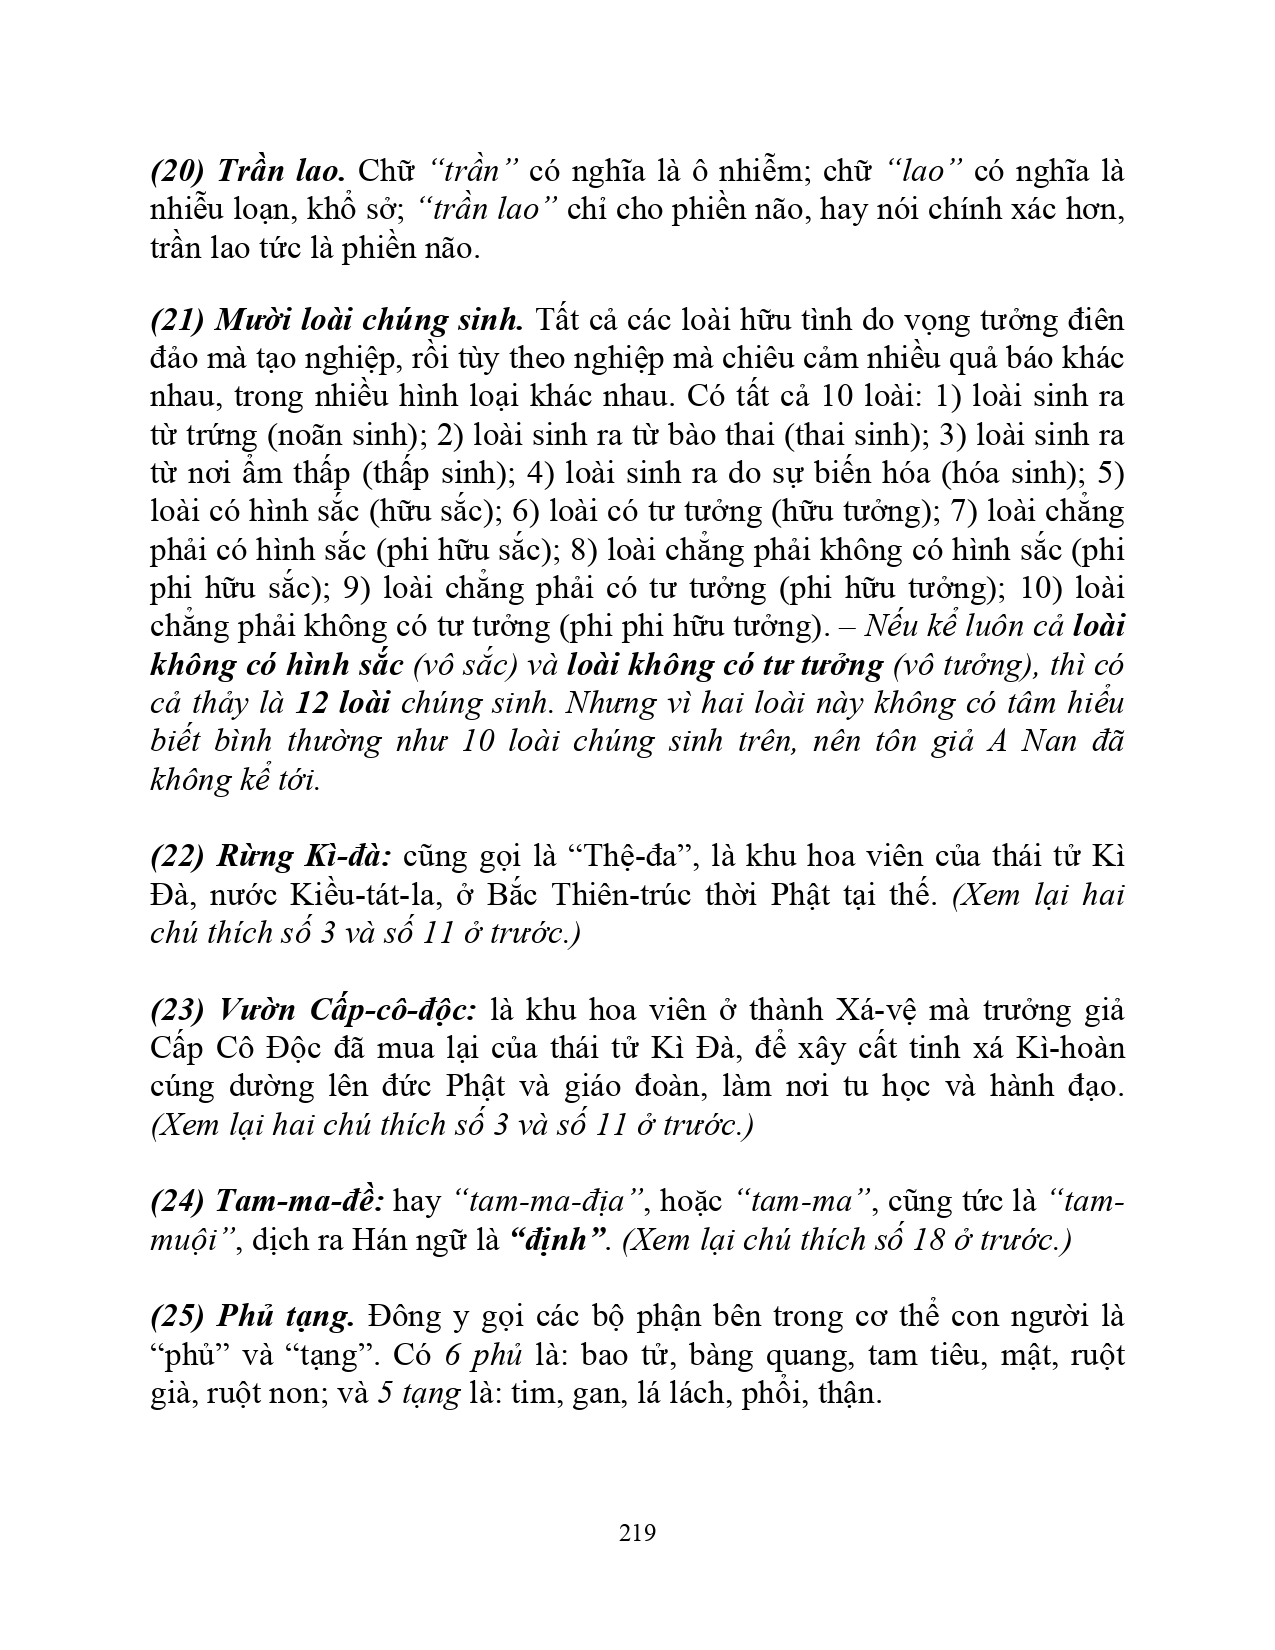 (20) Trần lao. Chữ “trần” có nghĩa là ô nhiễm; chữ “lao” có nghĩa là
nhiễu loạn, khổ sở; “trần lao” chỉ cho phiền não, hay nói chính xác hơn,
trần lao tức là phiền não.
(21) Mười loài chúng sinh. Tất cả các loài hữu tình do vọng tưởng điên
đảo mà tạo nghiệp, rồi tùy theo nghiệp mà chiêu cảm nhiều quả báo khác
nhau, trong nhiều hình loại khác nhau. Có tất cả 10 loài: 1) loài sinh ra
từ trứng (noãn sinh); 2) loài sinh ra từ bào thai (thai sinh); 3) loài sinh ra
từ nơi ẩm thấp (thấp sinh); 4) loài sinh ra do sự biến hóa (hóa sinh); 5)
loài có hình sắc (hữu sắc); 6) loài có tư tưởng (hữu tưởng); 7) loài chẳng
phải có hình sắc (phi hữu sắc); 8) loài chẳng phải không có hình sắc (phi
phi hữu sắc); 9) loài chẳng phải có tư tưởng (phi hữu tưởng); 10) loài
chẳng phải không có tư tưởng (phi phi hữu tưởng). – Nếu kể luôn cả loài
không có hình sắc (vô sắc) và loài không có tư tưởng (vô tưởng), thì có
cả thảy là 12 loài chúng sinh. Nhưng vì hai loài này không có tâm hiểu
biết bình thường như 10 loài chúng sinh trên, nên tôn giả A Nan đã
không kể tới.
(22) Rừng Kì-đà: cũng gọi là “Thệ-đa”, là khu hoa viên của thái tử Kì
Đà, nước Kiều-tát-la, ở Bắc Thiên-trúc thời Phật tại thế. (Xem lại hai
chú thích số 3 và số 11 ở trước.)
(23) Vườn Cấp-cô-độc: là khu hoa viên ở thành Xá-vệ mà trưởng giả
Cấp Cô Độc đã mua lại của thái tử Kì Đà, để xây cất tinh xá Kì-hoàn
cúng dường lên đức Phật và giáo đoàn, làm nơi tu học và hành đạo.
(Xem lại hai chú thích số 3 và số 11 ở trước.)
(24) Tam-ma-đề: hay “tam-ma-địa”, hoặc “tam-ma”, cũng tức là “tam-
muội”, dịch ra Hán ngữ là “định”. (Xem lại chú thích số 18 ở trước.)
(25) Phủ tạng. Đông y gọi các bộ phận bên trong cơ thể con người là
“phủ” và “tạng”. Có 6 phủ là: bao tử, bàng quang, tam tiêu, mật, ruột
già, ruột non; và 5 tạng là: tim, gan, lá lách, phổi, thận.
219